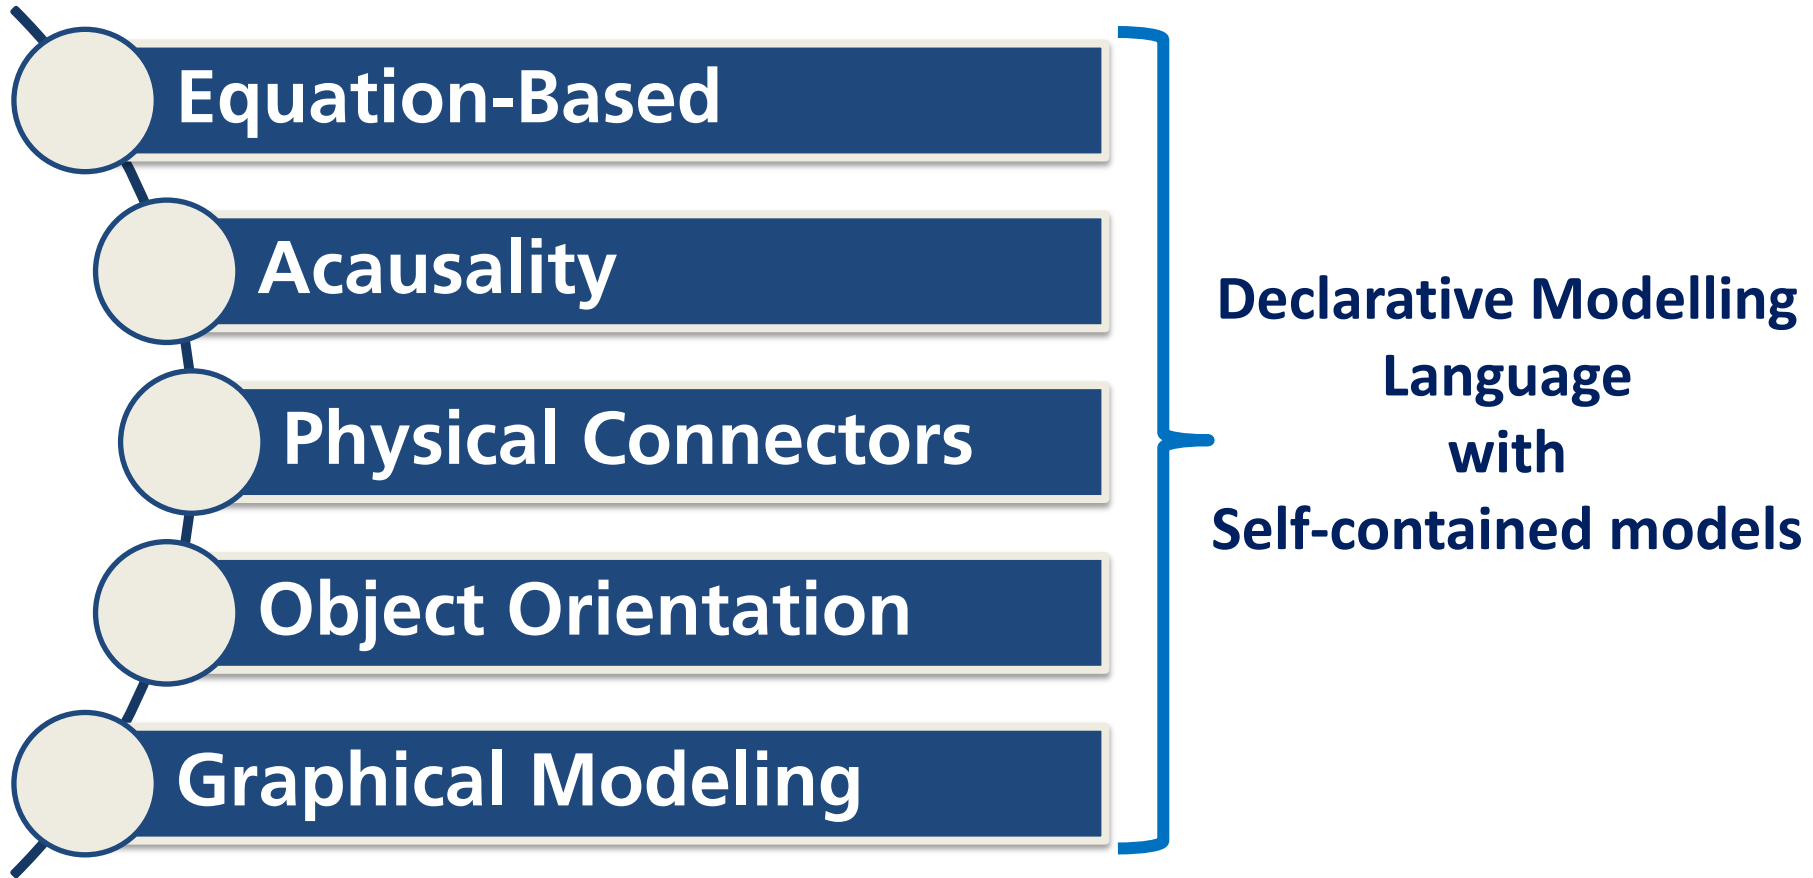 Equation-Based
Acausality
Physical Connectors
Object Orientation
Graphical Modeling
Declarative Modelling
Language
with
Self-contained models